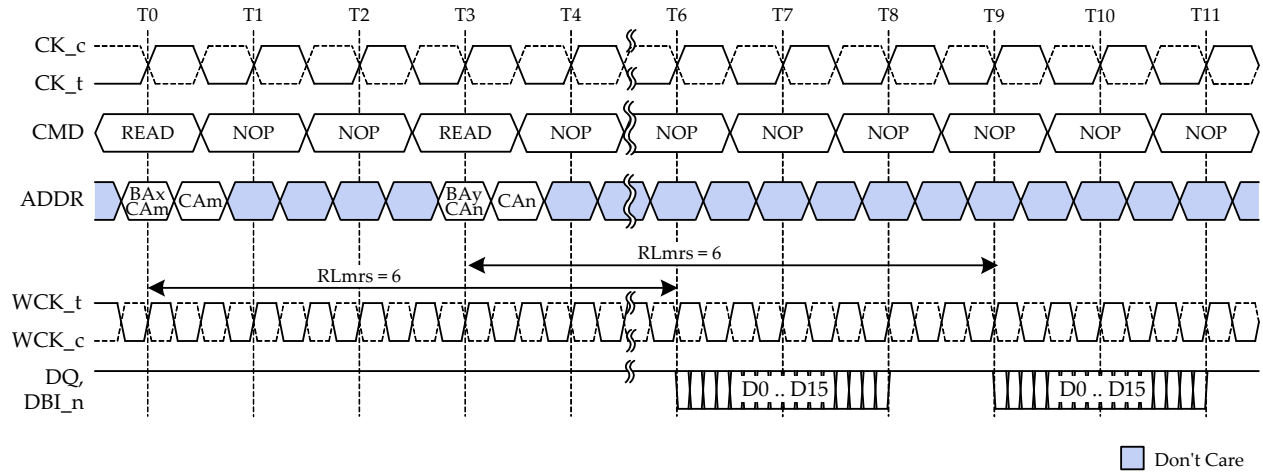 T0 T1 T2 T3 T4 T6 T7 T8 T9 T10 T11
CK_c
CK_t
CMD READ NOP NOP READ NOP NOP NOP NOP NOP NOP NOP
ADDR BAx CAm CAm BAy CAn CAn
RLmrs = 6
RLmrs = 6
WCK_t
WCK_c
DQ,
DBI_n D0 .. D15 D0 .. D15
Don't Care